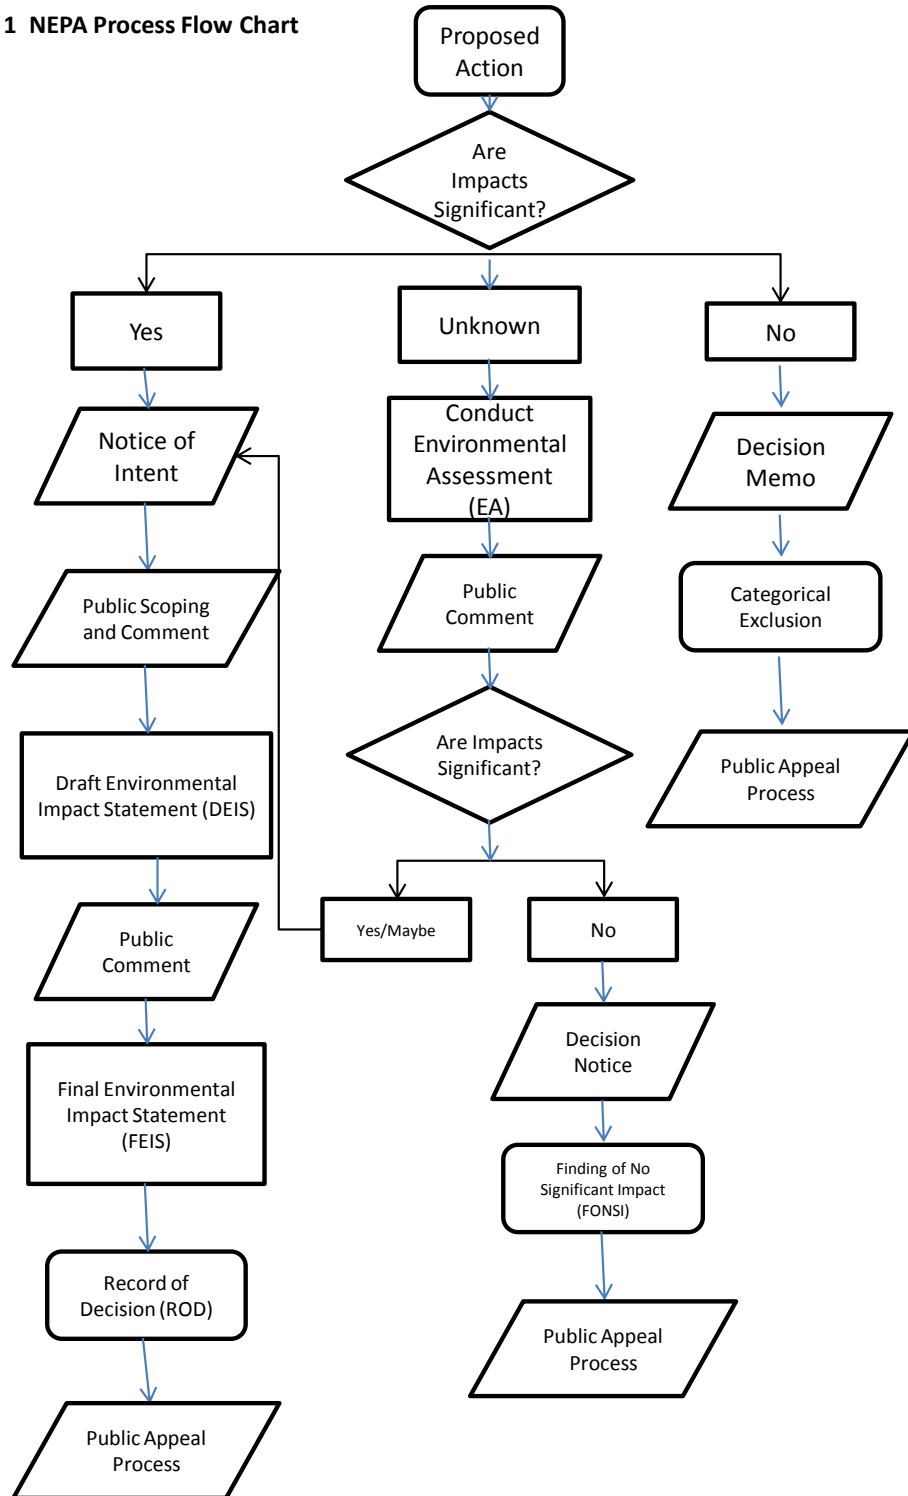 1 NEPA Process Flow Chart
Proposed
Action
Are
Impacts
Significant?
Yes
Unknown
No
Notice of
Intent
Conduct
Environmental
Assessment
(EA)
Decision
Memo
Public Scoping
and Comment
Public
Comment
Categorical
Exclusion
Draft Environmental
Impact Statement (DEIS)
Are Impacts
Significant?
Public Appeal
Process
Public
Comment
Yes/Maybe
No
Final Environmental
Impact Statement
(FEIS)
Decision
Notice
Finding of No
Significant Impact
(FONSI)
Record of
Decision (ROD)
Public Appeal
Process
Public Appeal
Process